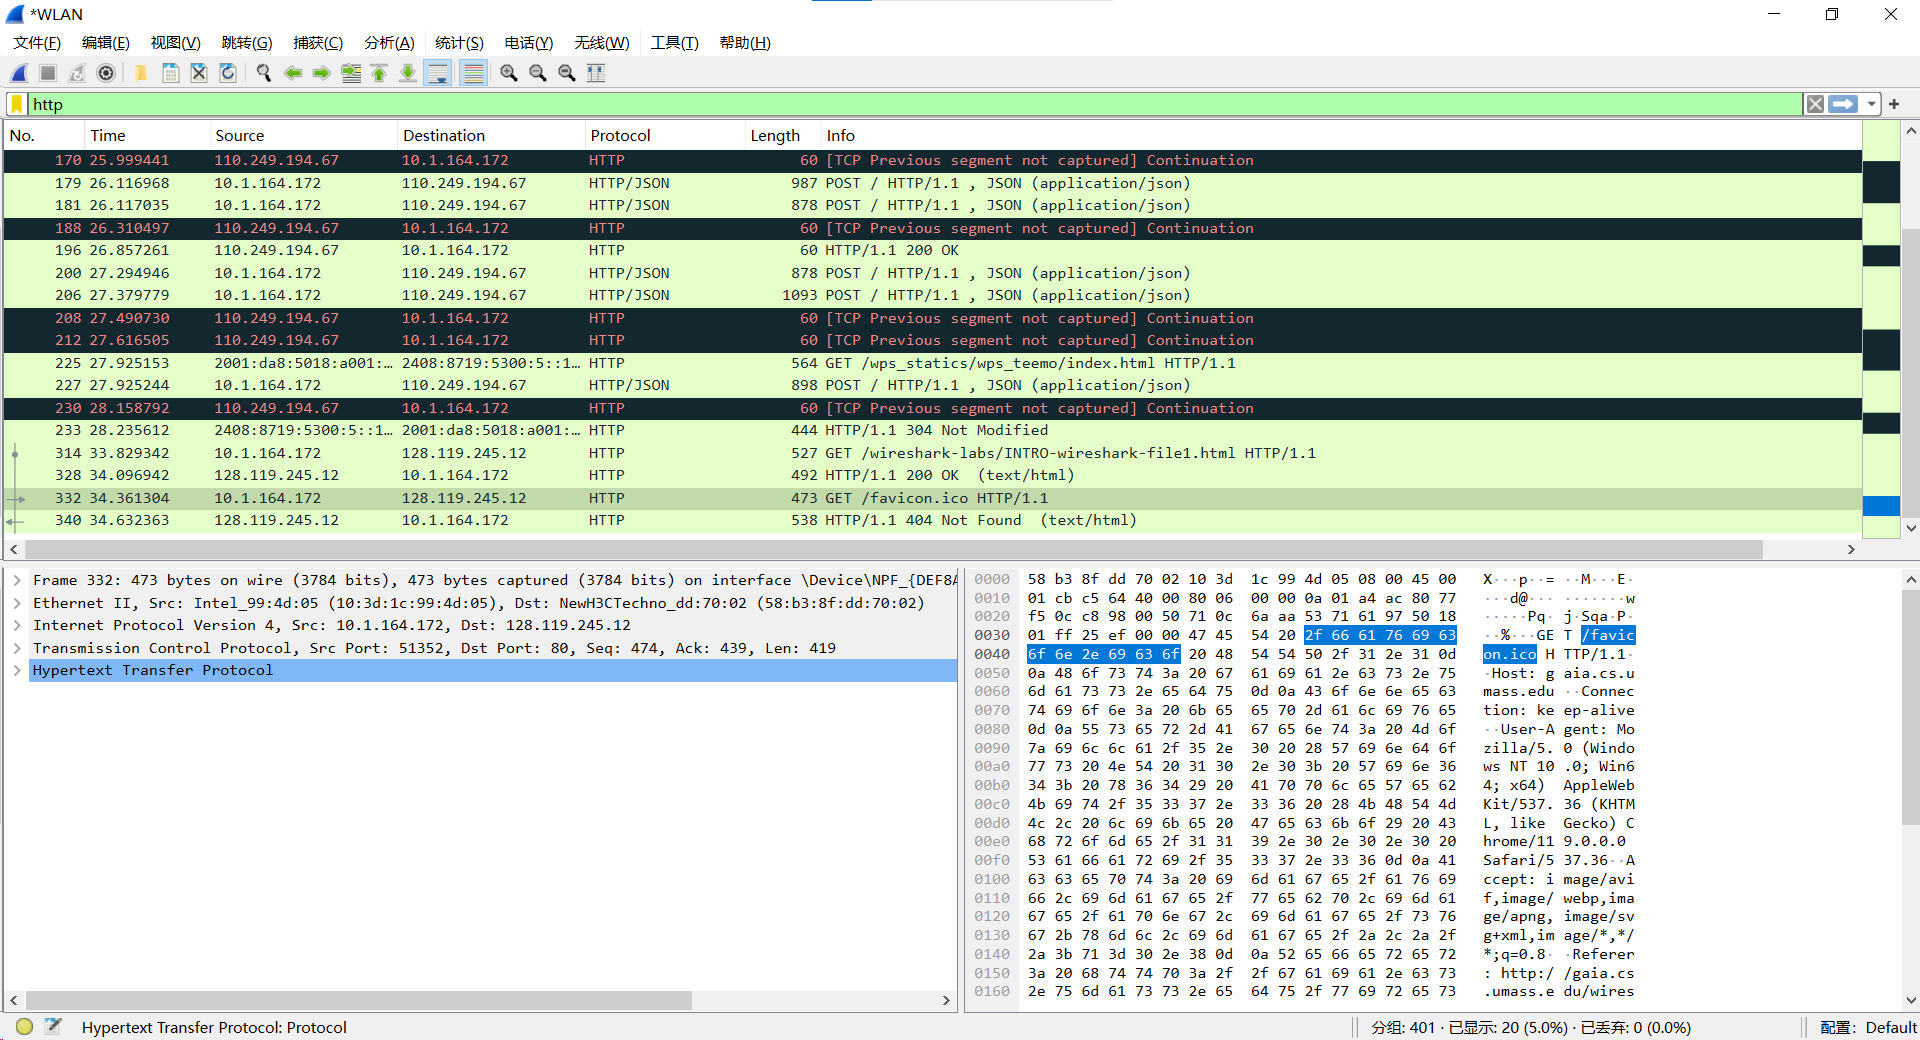 *WLAN
文件(F) 编辑(E) 视图(V) 跳转(G) 捕获(C) 分析(A) 统计(S) 电话(Y) 无线(W) 工具(T) 帮助(H)
http
No. Time Source Destination Protocol Length Info
170 25.999441 110.249.194.67 10.1.164.172 HTTP 60 [TCP Previous segment not captured] Continuation
179 26.116968 10.1.164.172 110.249.194.67 HTTP/JSON 987 POST / HTTP/1.1 , JSON (application/json)
181 26.117035 10.1.164.172 110.249.194.67 HTTP/JSON 878 POST / HTTP/1.1 , JSON (application/json)
188 26.310497 110.249.194.67 10.1.164.172 HTTP 60 [TCP Previous segment not captured] Continuation
196 26.857261 110.249.194.67 10.1.164.172 HTTP 60 HTTP/1.1 200 OK
200 27.294946 10.1.164.172 110.249.194.67 HTTP/JSON 878 POST / HTTP/1.1 , JSON (application/json)
206 27.379779 10.1.164.172 110.249.194.67 HTTP/JSON 1093 POST / HTTP/1.1 , JSON (application/json)
208 27.490730 110.249.194.67 10.1.164.172 HTTP 60 [TCP Previous segment not captured] Continuation
212 27.616505 110.249.194.67 10.1.164.172 HTTP 60 [TCP Previous segment not captured] Continuation
225 27.925153 2001:da8:5018:a001:… 2408:8719:5300:5::1… HTTP 564 GET /wps_statics/wps_teemo/index.html HTTP/1.1
227 27.925244 10.1.164.172 110.249.194.67 HTTP/JSON 898 POST / HTTP/1.1 , JSON (application/json)
230 28.158792 110.249.194.67 10.1.164.172 HTTP 60 [TCP Previous segment not captured] Continuation
233 28.235612 2408:8719:5300:5::1… 2001:da8:5018:a001:… HTTP 444 HTTP/1.1 304 Not Modified
314 33.829342 10.1.164.172 128.119.245.12 HTTP 527 GET /wireshark-labs/INTRO-wireshark-file1.html HTTP/1.1
328 34.096942 128.119.245.12 10.1.164.172 HTTP 492 HTTP/1.1 200 OK (text/html)
332 34.361304 10.1.164.172 128.119.245.12 HTTP 473 GET /favicon.ico HTTP/1.1
340 34.632363 128.119.245.12 10.1.164.172 HTTP 538 HTTP/1.1 404 Not Found (text/html)
Frame 332: 473 bytes on wire (3784 bits), 473 bytes captured (3784 bits) on interface \Device\NPF_{DEF8A
Ethernet II, Src: Intel_99:4d:05 (10:3d:1c:99:4d:05), Dst: NewH3CTechno_dd:70:02 (58:b3:8f:dd:70:02)
Internet Protocol Version 4, Src: 10.1.164.172, Dst: 128.119.245.12
Transmission Control Protocol, Src Port: 51352, Dst Port: 80, Seq: 474, Ack: 439, Len: 419
Hypertext Transfer Protocol
0000 58 b3 8f dd 70 02 10 3d 1c 99 4d 05 08 00 45 00 X···p··= ··M···E·
0010 01 cb c5 64 40 00 80 06 00 00 0a 01 a4 ac 80 77 ···d@··· ·······w
0020 f5 0c c8 98 00 50 71 0c 6a aa 53 71 61 97 50 18 ·····Pq· j·Sqa·P·
0030 01 ff 25 ef 00 00 47 45 54 20 2f 66 61 76 69 63 ··%···GE T /favic
0040 6f 6e 2e 69 63 6f 20 48 54 54 50 2f 31 2e 31 0d on.ico H TTP/1.1·
0050 0a 48 6f 73 74 3a 20 67 61 69 61 2e 63 73 2e 75 ·Host: g aia.cs.u
0060 6d 61 73 73 2e 65 64 75 0d 0a 43 6f 6e 6e 65 63 mass.edu ··Connec
0070 74 69 6f 6e 3a 20 6b 65 65 70 2d 61 6c 69 76 65 tion: ke ep-alive
0080 0d 0a 55 73 65 72 2d 41 67 65 6e 74 3a 20 4d 6f ··User-A gent: Mo
0090 7a 69 6c 6c 61 2f 35 2e 30 20 28 57 69 6e 64 6f zilla/5. 0 (Windo
00a0 77 73 20 4e 54 20 31 30 2e 30 3b 20 57 69 6e 36 ws NT 10 .0; Win6
00b0 34 3b 20 78 36 34 29 20 41 70 70 6c 65 57 65 62 4; x64) AppleWeb
00c0 4b 69 74 2f 35 33 37 2e 33 36 20 28 4b 48 54 4d Kit/537. 36 (KHTM
00d0 4c 2c 20 6c 69 6b 65 20 47 65 63 6b 6f 29 20 43 L, like Gecko) C
00e0 68 72 6f 6d 65 2f 31 31 39 2e 30 2e 30 2e 30 20 hrome/11 9.0.0.0
00f0 53 61 66 61 72 69 2f 35 33 37 2e 33 36 0d 0a 41 Safari/5 37.36··A
0100 63 63 65 70 74 3a 20 69 6d 61 67 65 2f 61 76 69 ccept: i mage/avi
0110 66 2c 69 6d 61 67 65 2f 77 65 62 70 2c 69 6d 61 f,image/ webp,ima
0120 67 65 2f 61 70 6e 67 2c 69 6d 61 67 65 2f 73 76 ge/apng, image/sv
0130 67 2b 78 6d 6c 2c 69 6d 61 67 65 2f 2a 2c 2a 2f g+xml,im age/*,*/
0140 2a 3b 71 3d 30 2e 38 0d 0a 52 65 66 65 72 65 72 *;q=0.8· ·Referer
0150 3a 20 68 74 74 70 3a 2f 2f 67 61 69 61 2e 63 73 : http:/ /gaia.cs
0160 2e 75 6d 61 73 73 2e 65 64 75 2f 77 69 72 65 73 .umass.e du/wires
Hypertext Transfer Protocol: Protocol 分组: 401 · 已显示: 20 (5.0%) · 已丢弃: 0 (0.0%) 配置: Default